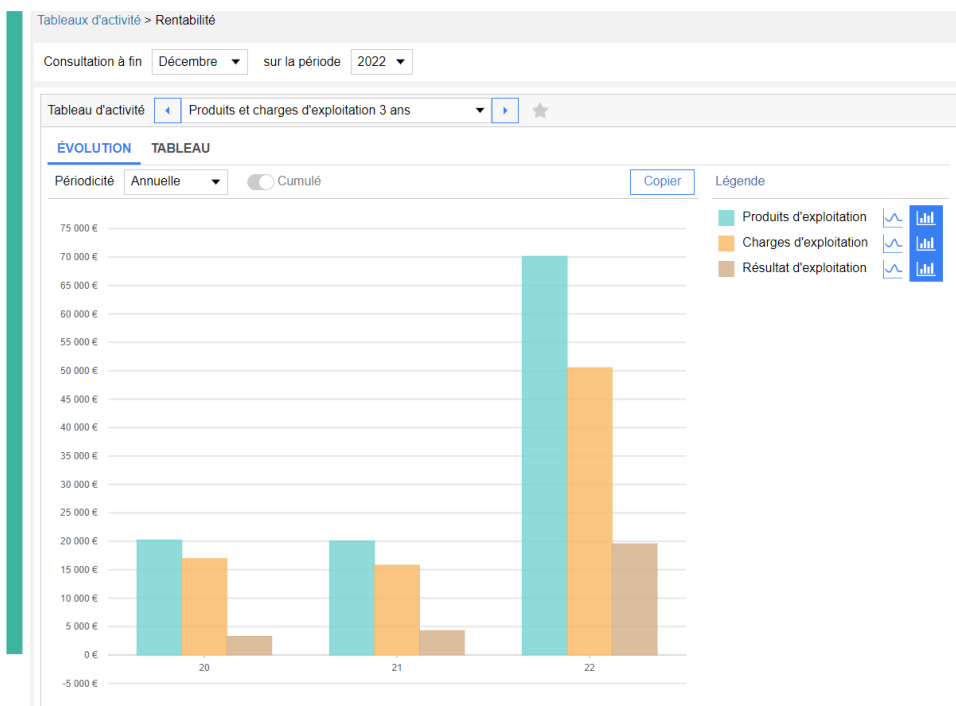 Tableaux d'activité > Rentabilité
Consultation à fin Décembre sur la période 2022
Tableau d'activité Produits et charges d'exploitation 3 ans
ÉVOLUTION TABLEAU
Périodicité Annuelle Cumulé Copier Légende
Produits d'exploitation
Charges d'exploitation
Résultat d'exploitation
75 000 €
70 000 €
65 000 €
60 000 €
55 000 €
50 000 €
45 000 €
40 000 €
35 000 €
30 000 €
25 000 €
20 000 €
15 000 €
10 000 €
5 000 €
0 €
20 21 22
-5 000 €